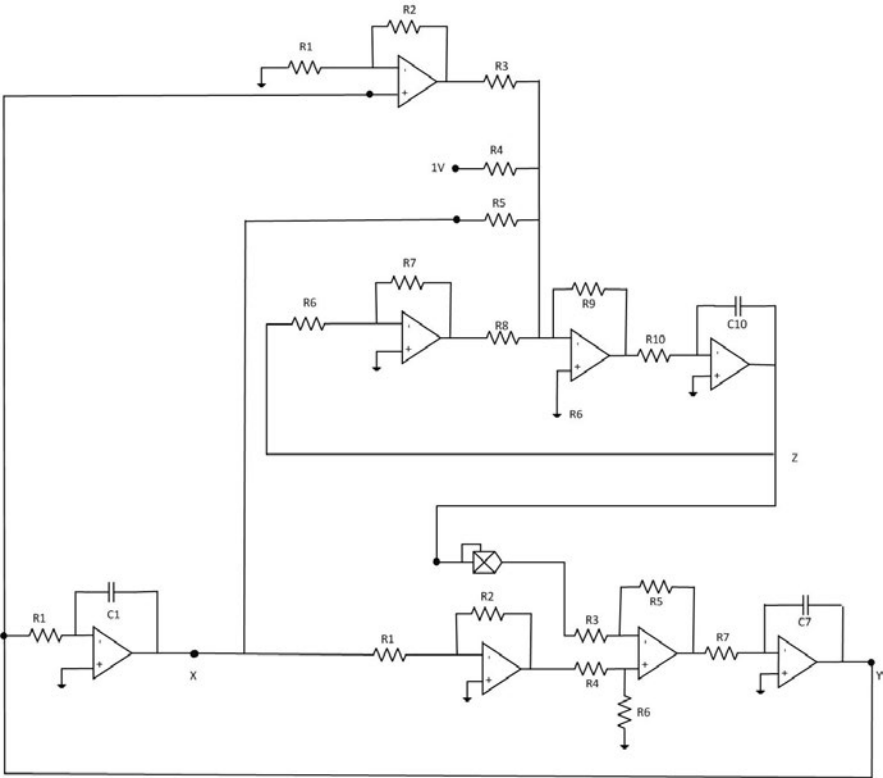 R2
R1
R3
-
+
R4
1V
R5
R7
R6
R9
C10
R8
R10
-
+
-
+
-
+
R6
Z
C1
R2
R5
C7
R1
R1
R3
R7
-
+
-
+
-
+
-
+
X
R4
Y
R6